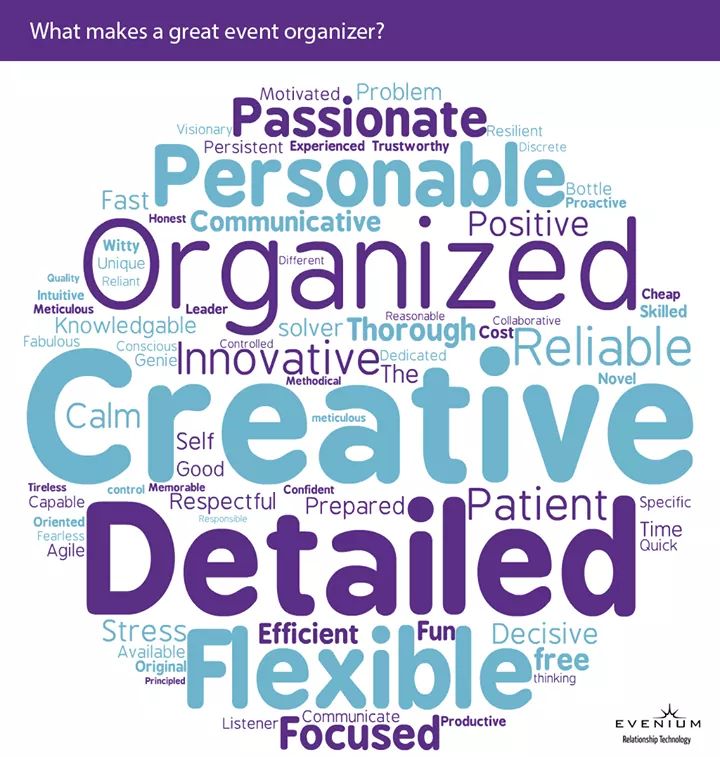 What makes a great event organizer?
Motivated Problem
Passionate
Visionary Resilient
Persistent Experienced Trustworthy Discrete
Personable
Fast Bottle
Proactive
Honest Communicative Positive
Organized
Witty
Unique Different
Quality Reliant
Intuitive Cheap
Meticulous Leader Skilled
Knowledgable solver Thorough Reasonable Cost Collaborative
Fabulous Conscious Controlled Reliable
Genie Innovative Dedicated
Methodical The Novel
Creative
Calm meticulous
Self
Good
Tireless control Memorable Confident
Capable Respectful Prepared Patient Specific
Oriented Responsible
Fearless Time
Agile Quick
Detailed
Stress Efficient Fun Decisive
Available
Original Flexible free
Principled thinking
Listener Communicate Productive
Focused
EVENIUM
Relationship Technology